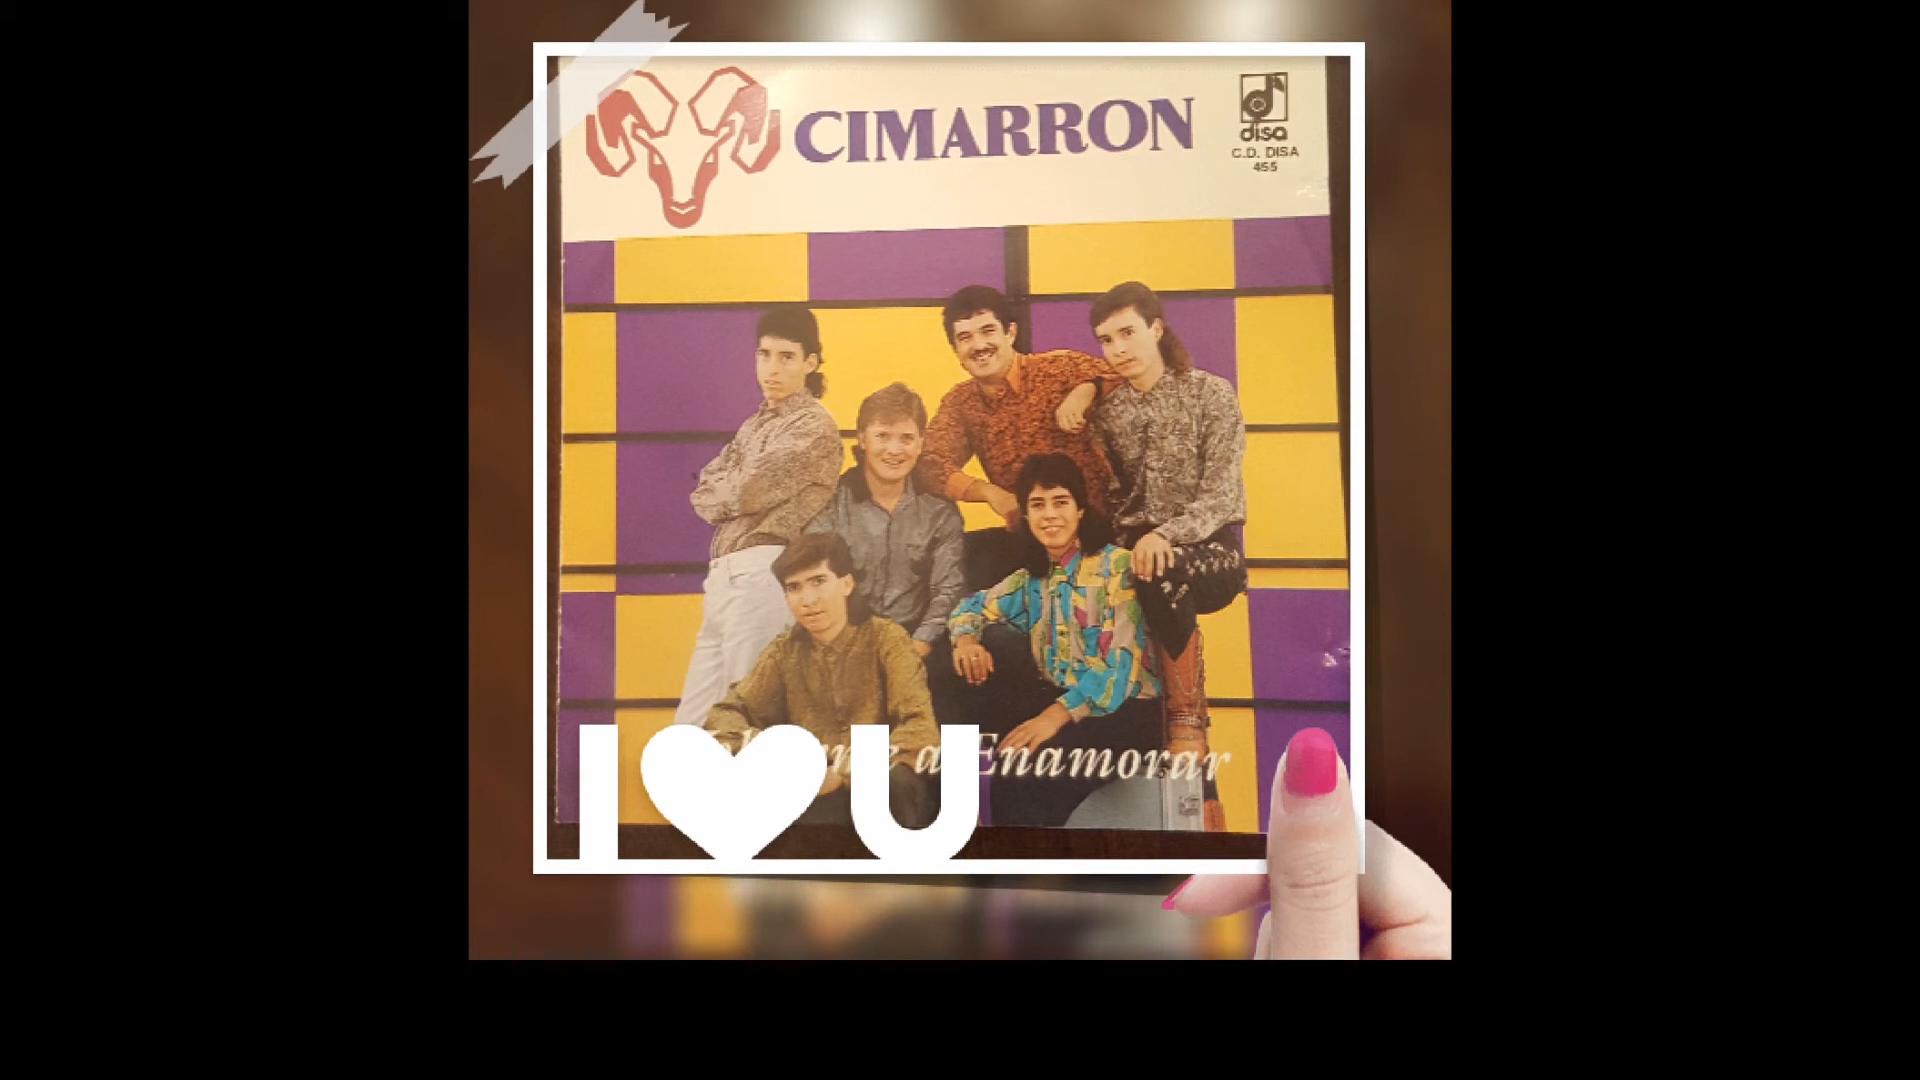 CIMARRON
disa
C.D. DISA
455
a Enamorar
I ♥ U